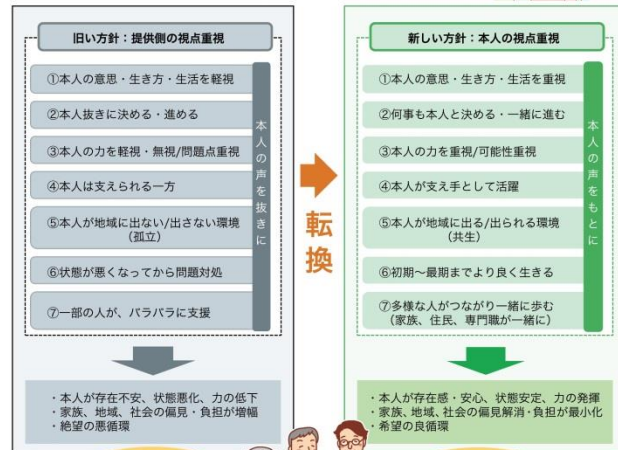 旧い方針：提供側の視点重視
①本人の意思・生き方・生活を軽視
②本人抜きに決める・進める
③本人の力を軽視・無視/問題点重視
④本人は支えられる一方
⑤本人が地域に出ない/出さない環境
（孤立）
⑥状態が悪くなってから問題対処
⑦一部の人が、バラバラに支援
本人の声を抜きに
・本人が存在不安、状態悪化、力の低下
・家族、地域、社会の偏見・負担が増幅
・絶望の悪循環
転換
新しい方針：本人の視点重視
①本人の意思・生き方・生活を重視
②何事も本人と決める・一緒に進む
③本人の力を重視/可能性重視
④本人が支え手として活躍
⑤本人が地域に出る/出られる環境
（共生）
⑥初期〜最期までより良く生きる
⑦多様な人がつながり一緒に歩む
（家族、住民、専門職が一緒に）
本人の声をもとに
・本人が存在感・安心、状態安定、力の発揮
・家族、地域、社会の偏見解消・負担が最小化
・希望の良循環